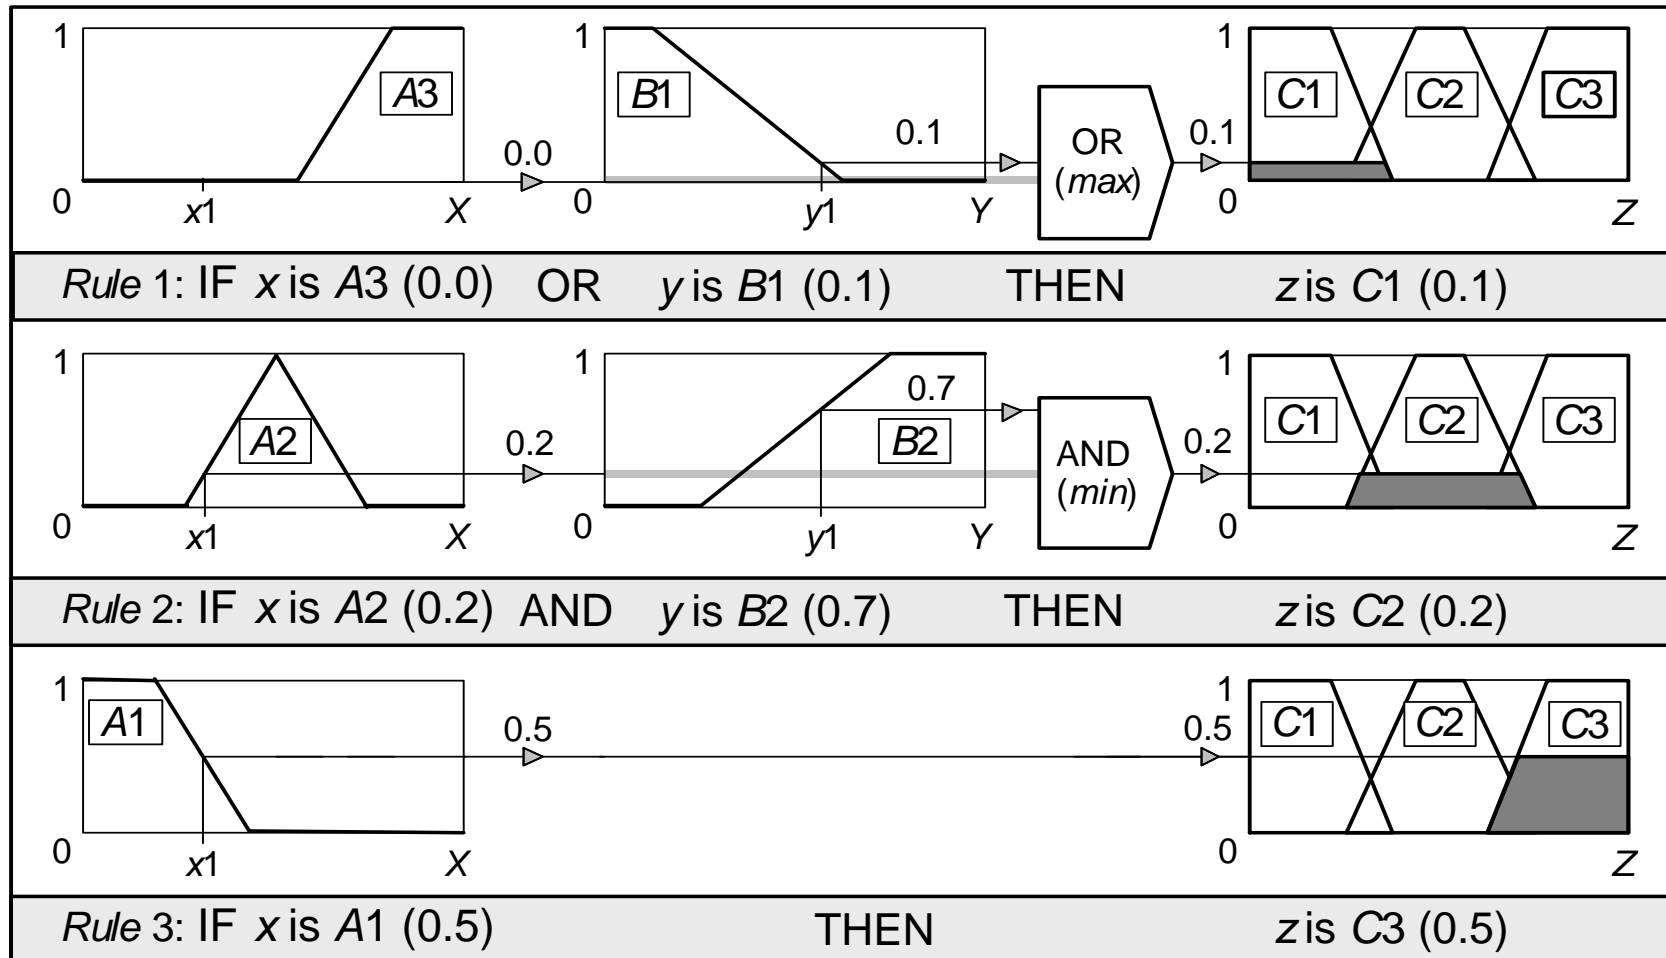 1 1 1
A3 B1 C1 C2 C3
0.0 0.1 OR (max) 0.1
0 x1 X 0 y1 Y 0 Z
Rule 1: IF x is A3 (0.0) OR y is B1 (0.1) THEN z is C1 (0.1)
1 1 1
A2 0.7 B2 C1 C2 C3
0.2 AND (min) 0.2
0 x1 X 0 y1 Y 0 Z
Rule 2: IF x is A2 (0.2) AND y is B2 (0.7) THEN z is C2 (0.2)
1 1
A1 C1 C2 C3
0.5 0.5
0 x1 X 0 Z
Rule 3: IF x is A1 (0.5) THEN z is C3 (0.5)